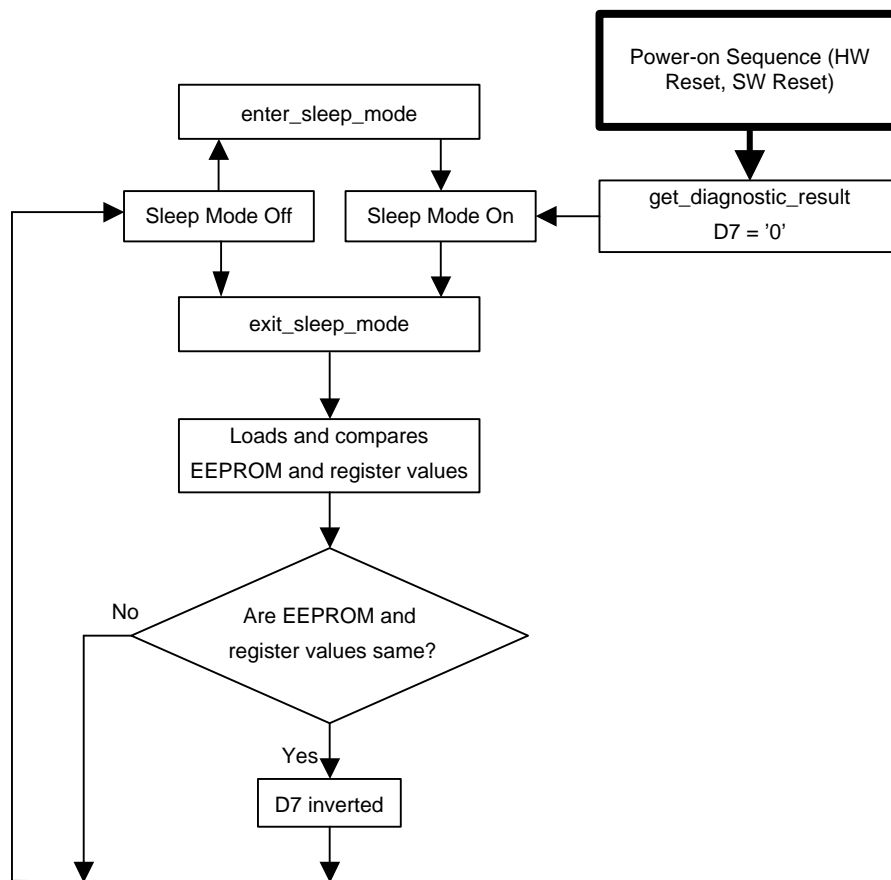 Power-on Sequence (HW
Reset, SW Reset)
enter_sleep_mode
get_diagnostic_result
D7 = '0'
Sleep Mode Off
Sleep Mode On
exit_sleep_mode
Loads and compares
EEPROM and register values
No
Are EEPROM and
register values same?
Yes
D7 inverted